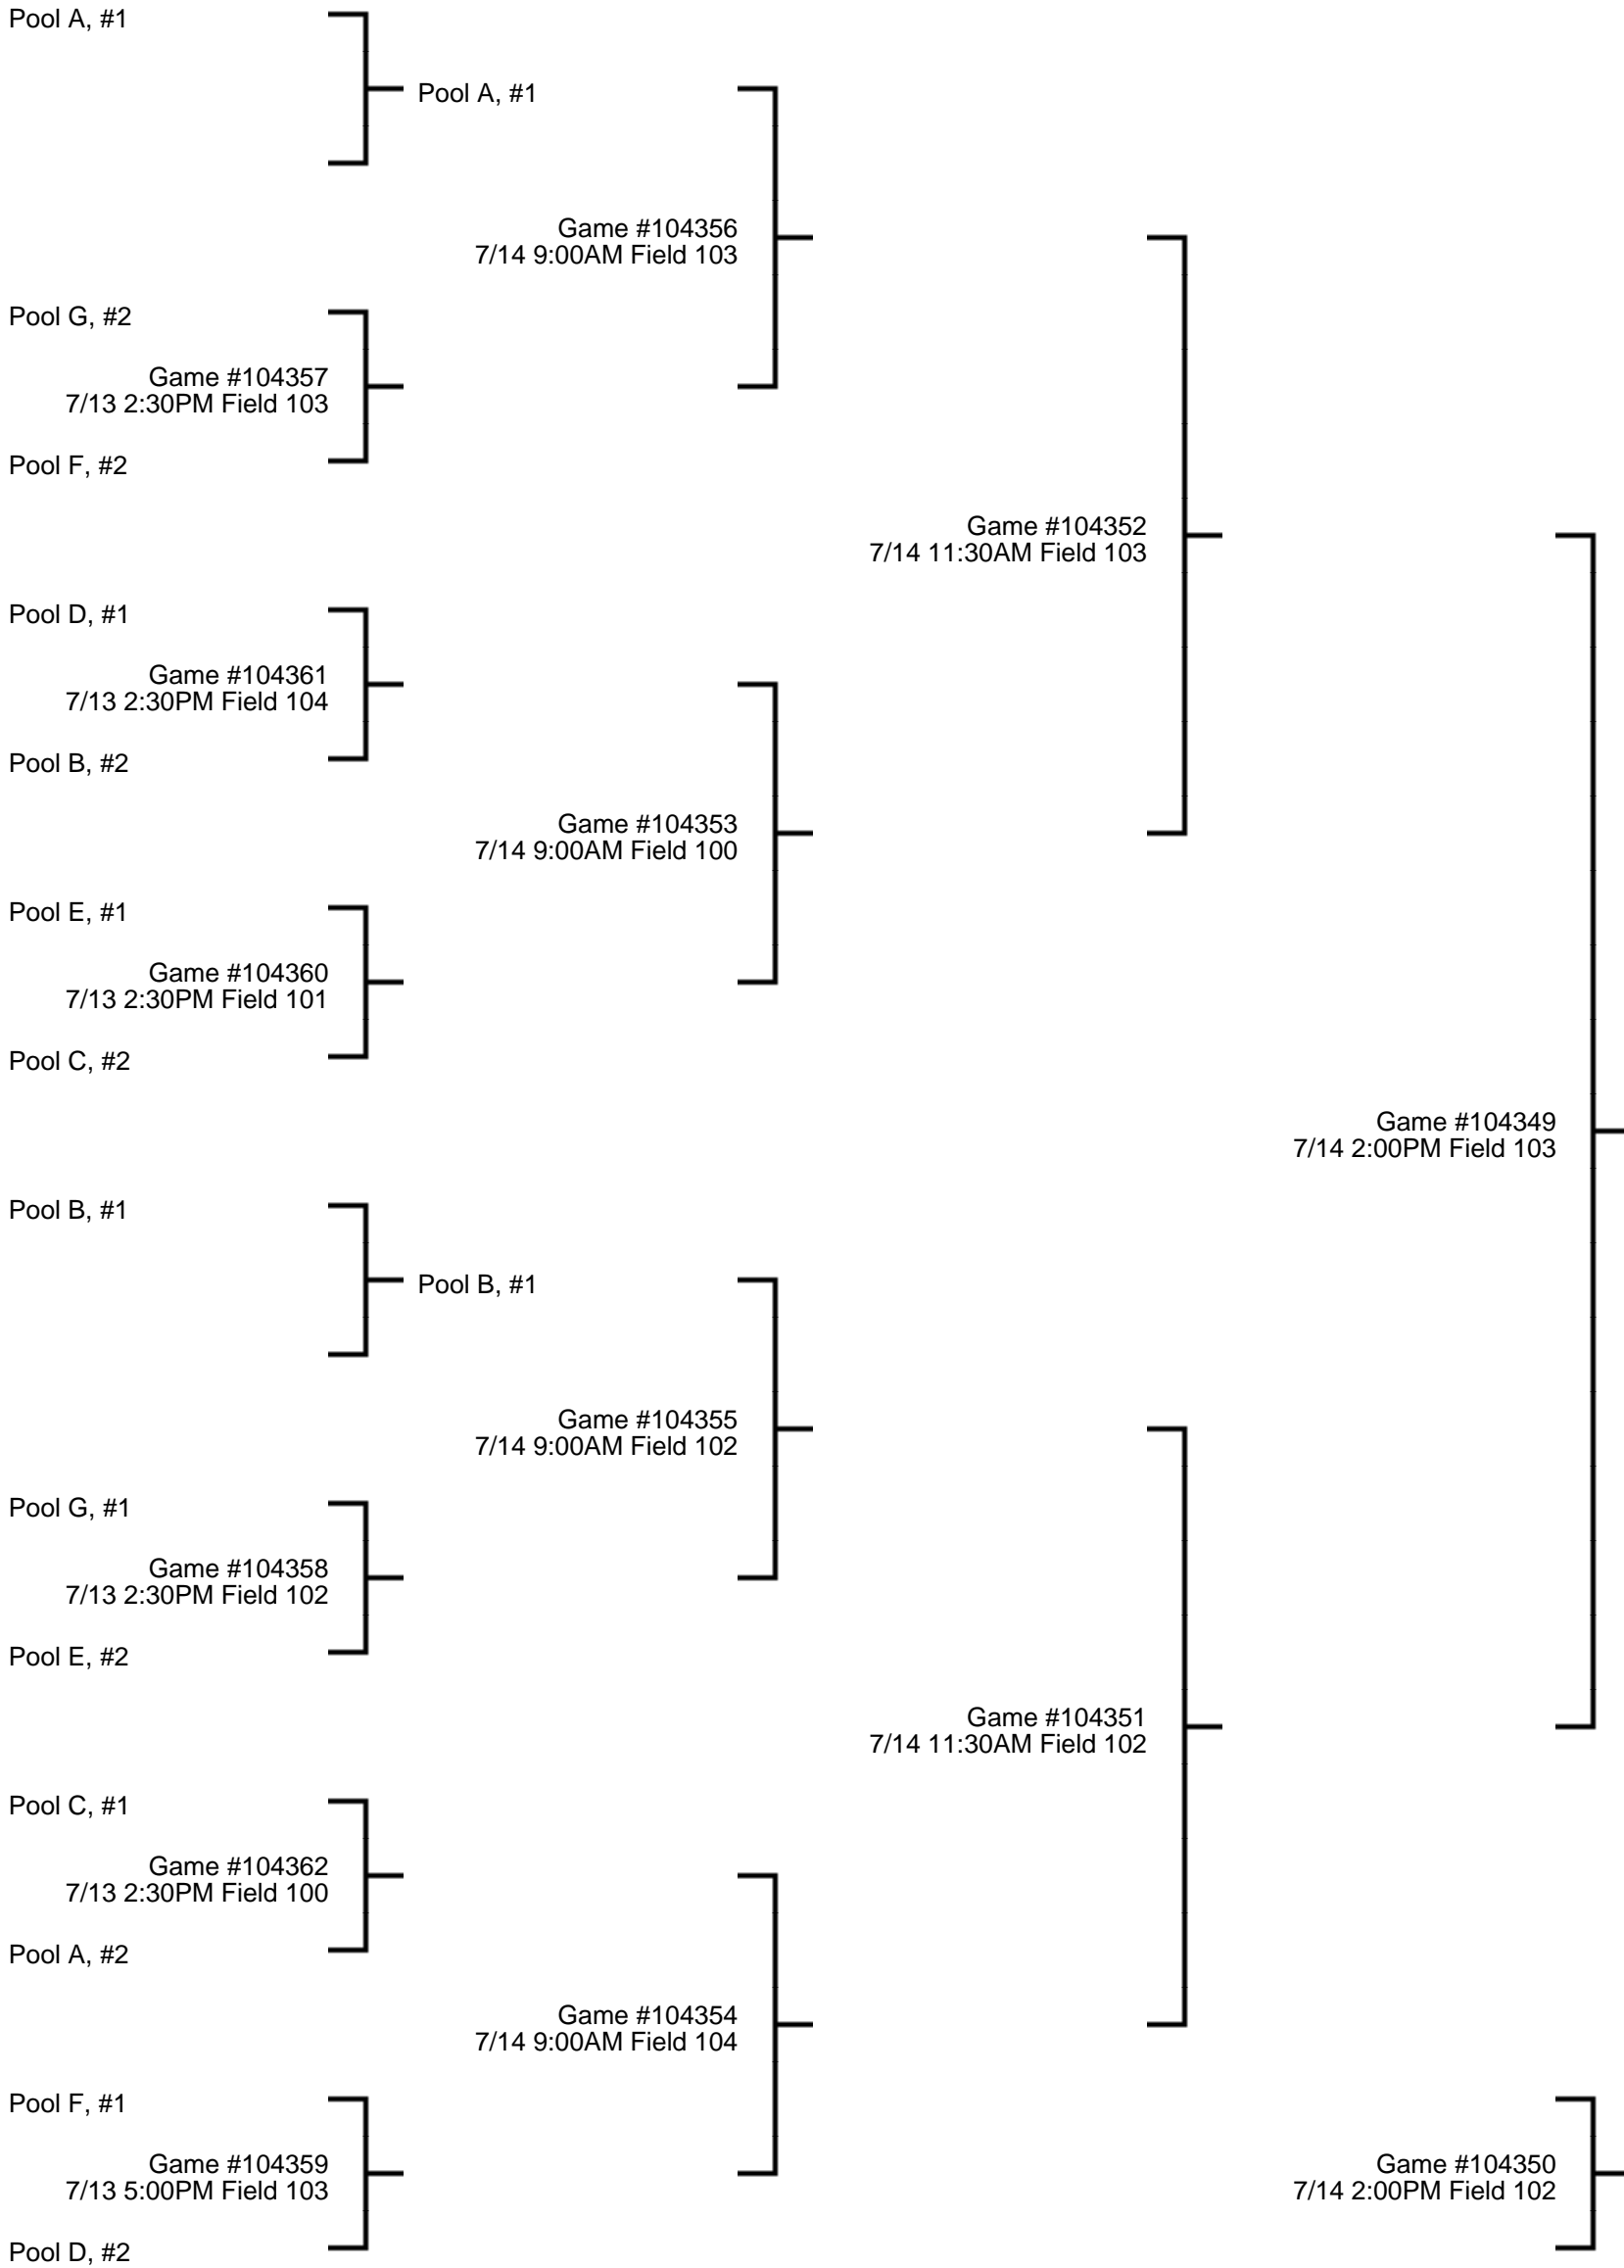 Pool A, #1
Pool A, #1
Game #104356
7/14 9:00AM Field 103
Pool G, #2
Game #104357
7/13 2:30PM Field 103
Pool F, #2
Game #104352
7/14 11:30AM Field 103
Pool D, #1
Game #104361
7/13 2:30PM Field 104
Pool B, #2
Game #104353
7/14 9:00AM Field 100
Pool E, #1
Game #104360
7/13 2:30PM Field 101
Pool C, #2
Game #104349
7/14 2:00PM Field 103
Pool B, #1
Pool B, #1
Game #104355
7/14 9:00AM Field 102
Pool G, #1
Game #104358
7/13 2:30PM Field 102
Pool E, #2
Game #104351
7/14 11:30AM Field 102
Pool C, #1
Game #104362
7/13 2:30PM Field 100
Pool A, #2
Game #104354
7/14 9:00AM Field 104
Pool F, #1
Game #104359
7/13 5:00PM Field 103
Game #104350
7/14 2:00PM Field 102
Pool D, #2